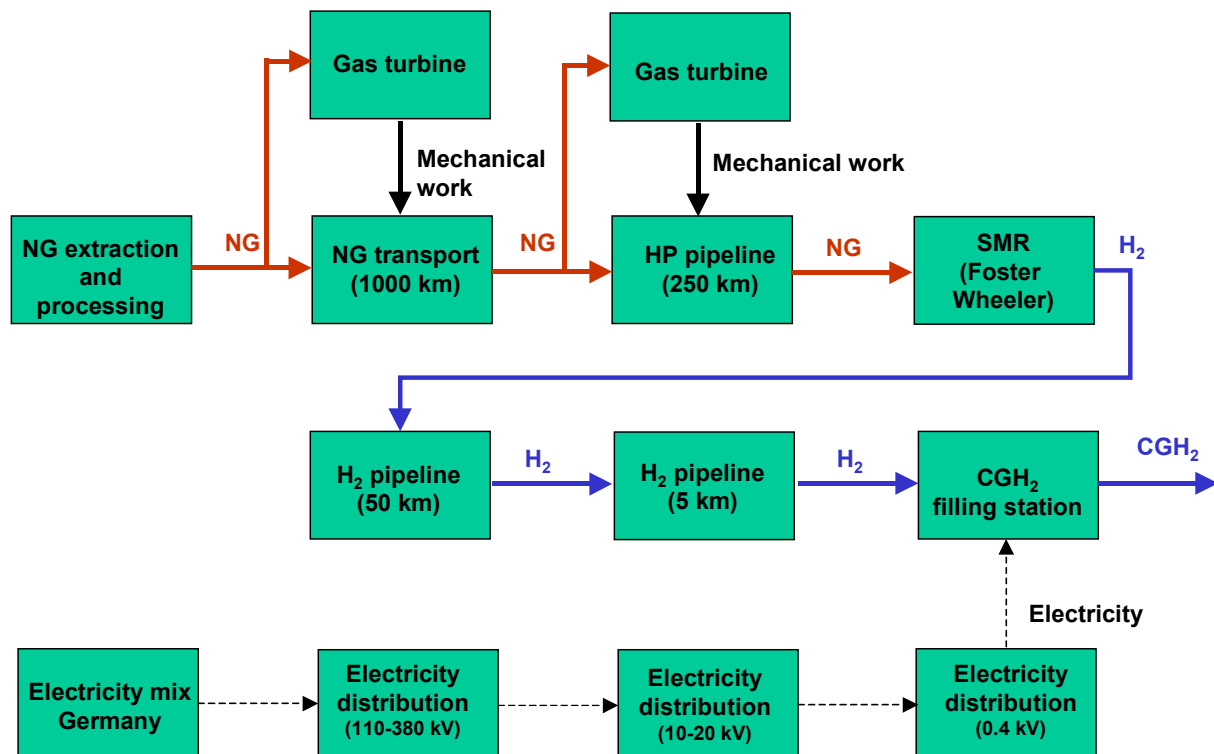 Gas turbine
Gas turbine
Mechanical
work
Mechanical work
NG extraction
and
processing
NG
NG transport
(1000 km)
NG
HP pipeline
(250 km)
NG
SMR
(Foster
Wheeler)
H₂
H₂ pipeline
(50 km)
H₂
H₂ pipeline
(5 km)
H₂
CGH₂
filling station
CGH₂
Electricity
Electricity mix
Germany
Electricity
distribution
(110-380 kV)
Electricity
distribution
(10-20 kV)
Electricity
distribution
(0.4 kV)